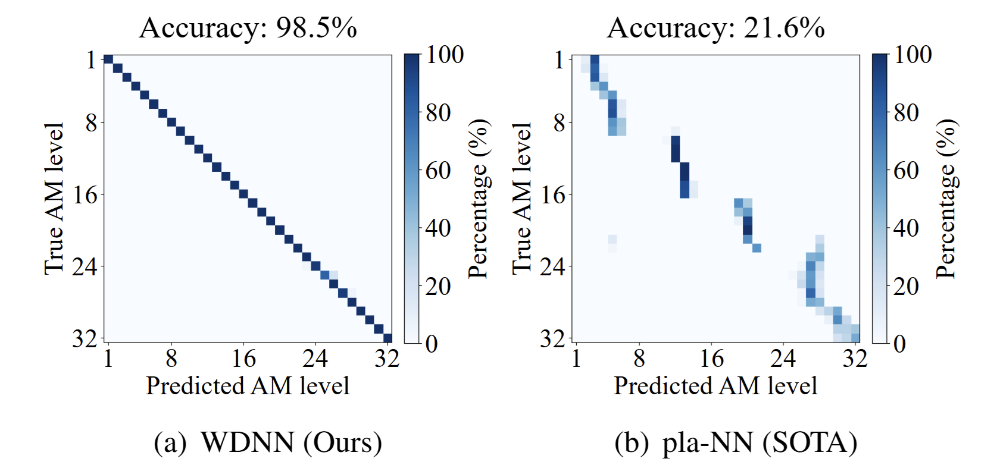 Accuracy: 98.5%
1
8
16
24
32
True AM level
1 8 16 24 32
Predicted AM level
100
80
60
40
20
0
Percentage (%)
(a) WDNN (Ours)
Accuracy: 21.6%
1
8
16
24
32
True AM level
1 8 16 24 32
Predicted AM level
100
80
60
40
20
0
Percentage (%)
(b) pla-NN (SOTA)